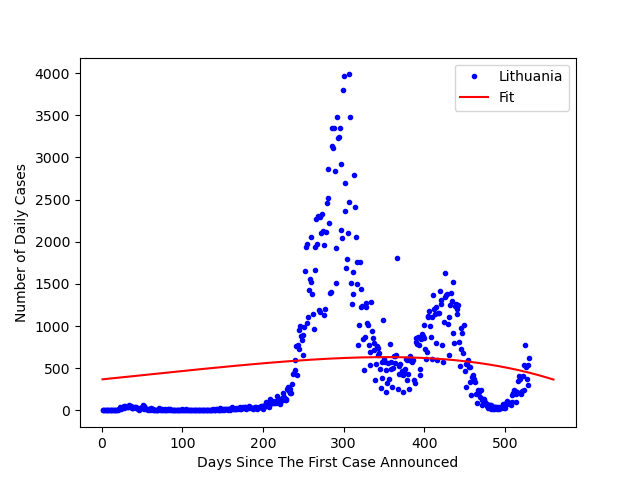 Lithuania
Fit
4000
3500
3000
2500
2000
1500
1000
500
0
Number of Daily Cases
0 100 200 300 400 500
Days Since The First Case Announced